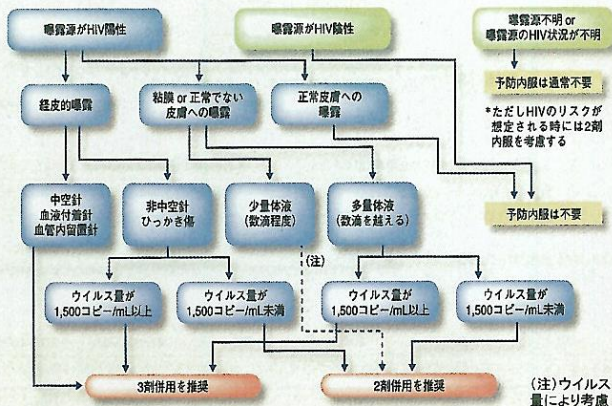 曝露源がHIV陽性
曝露源がHIV陰性
曝露源不明 or
曝露源のHIV状況が不明
経皮的曝露
粘膜 or 正常でない
皮膚への曝露
正常皮膚への
曝露
予防内服は通常不要
*ただしHIVのリスクが
想定される時には2剤
内服を考慮する
中空針
血液付着針
血管内留置針
非中空針
ひっかき傷
少量体液
(数滴程度)
多量体液
(数滴を越える)
予防内服は不要
(注)
ウイルス量が
1,500コピー/mL以上
ウイルス量が
1,500コピー/mL未満
ウイルス量が
1,500コピー/mL以上
ウイルス量が
1,500コピー/mL未満
3剤併用を推奨
2剤併用を推奨
(注)ウイルス
量により考慮